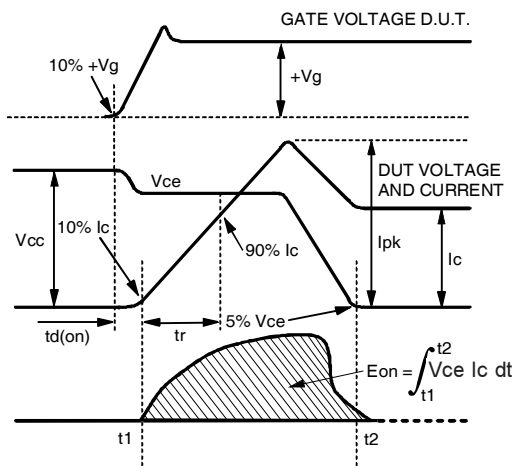 GATE VOLTAGE D.U.T.
10% +Vg
+Vg
Vce
DUT VOLTAGE
AND CURRENT
10% Ic
Vcc
90% Ic
Ipk
Ic
td(on)
tr
5% Vce
Eon = ∫ t1 t2 Vce Ic dt
t1
t2